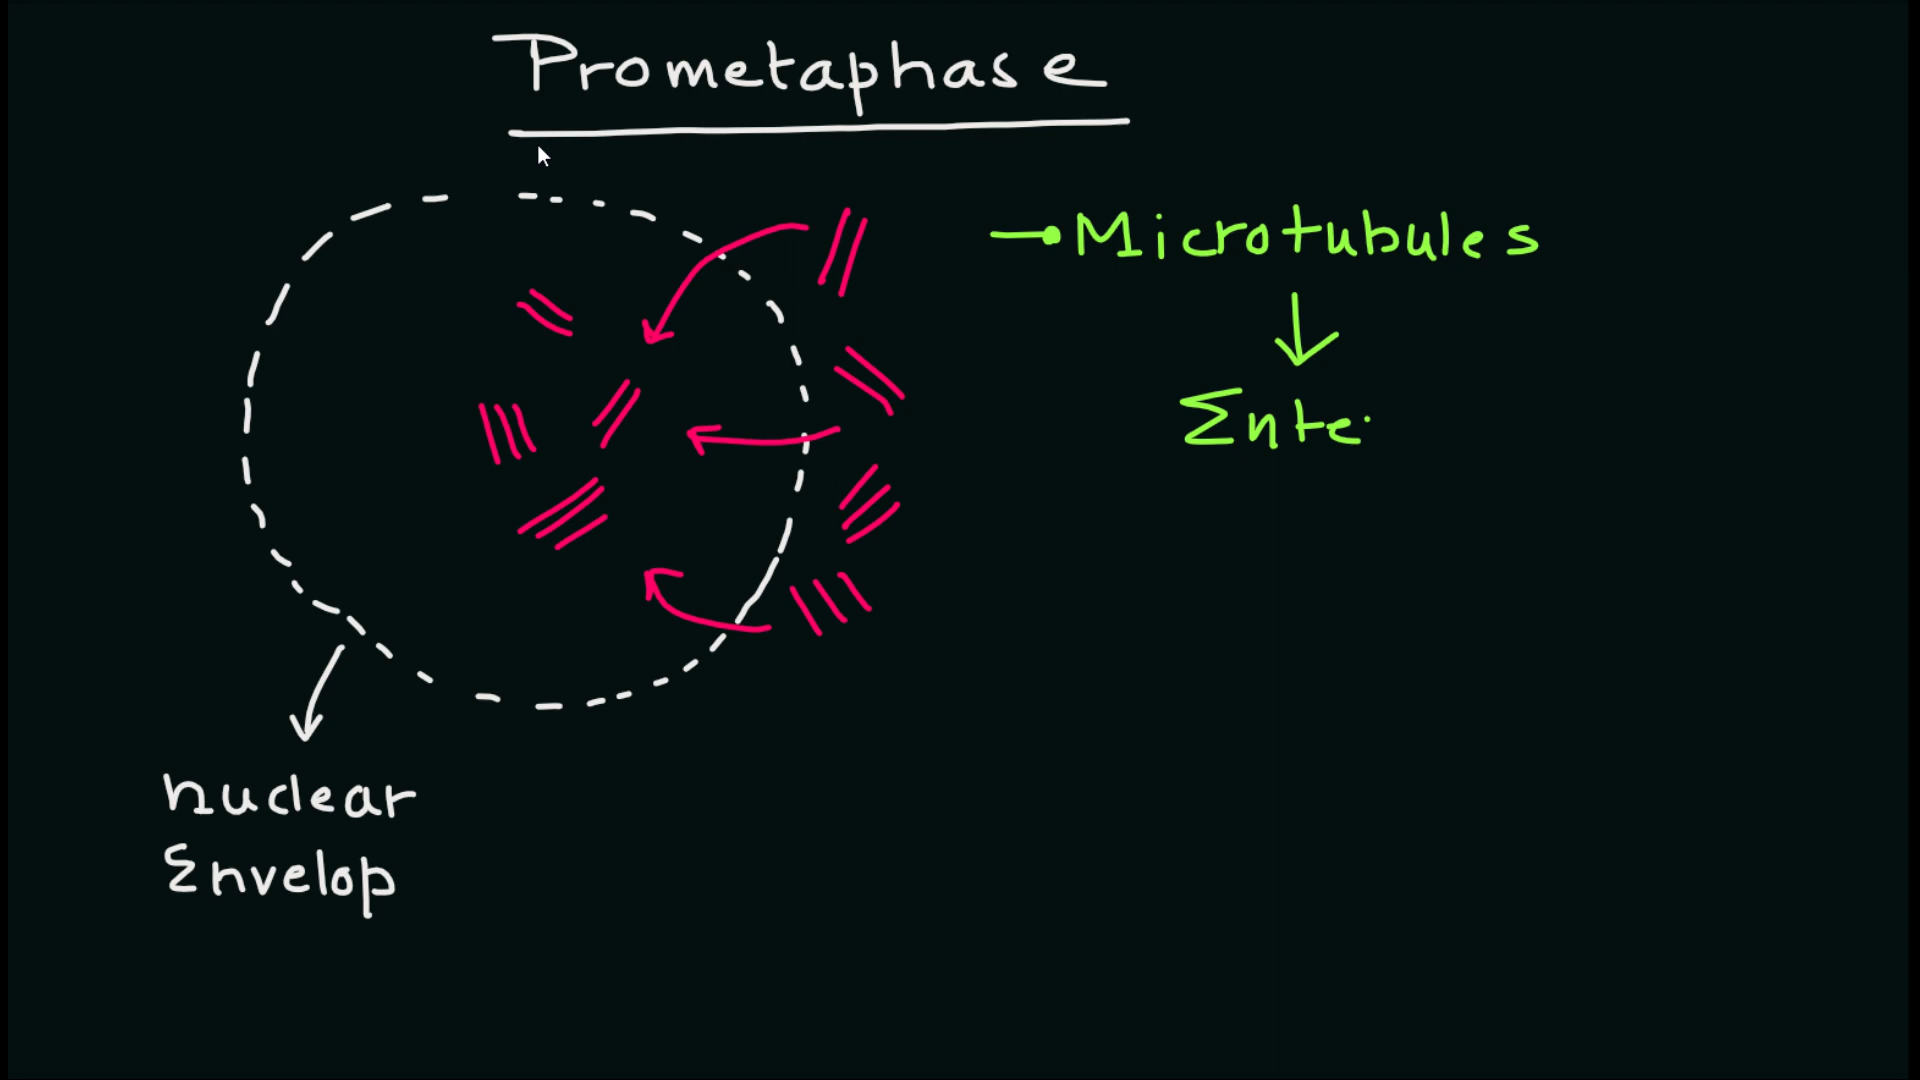 Prometaphase
Microtubules
Ente
nuclear
Envelop